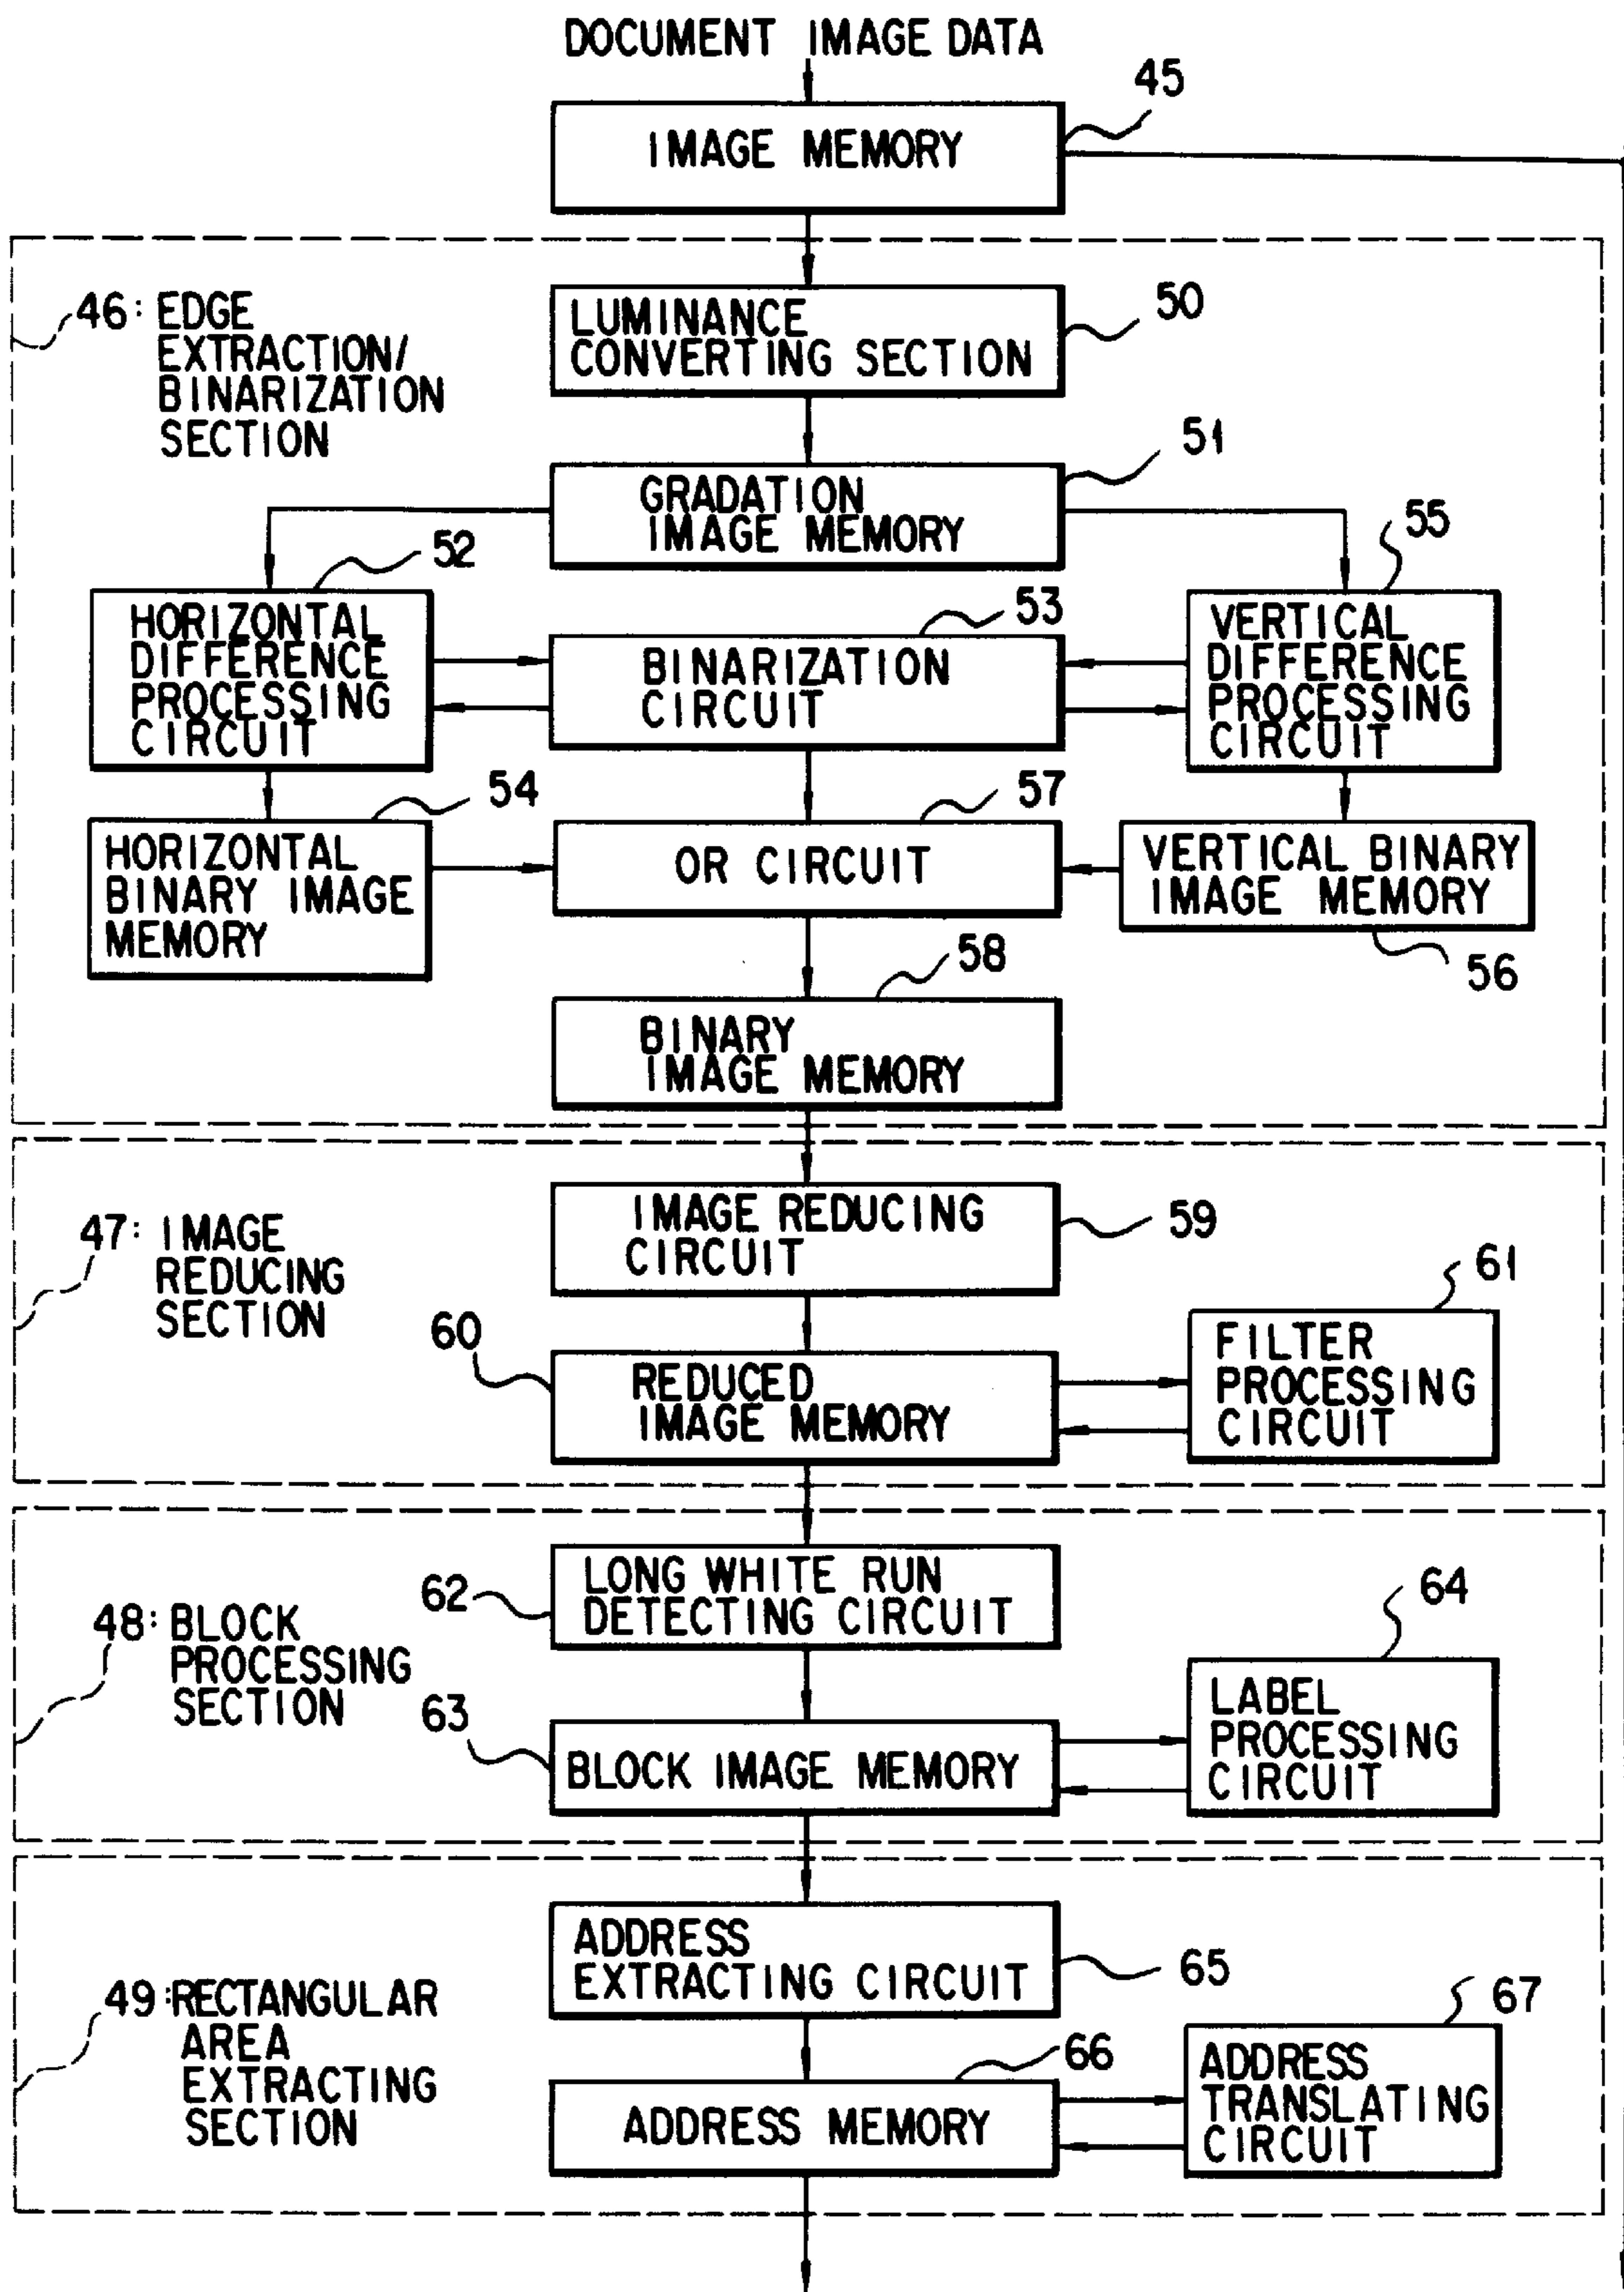 DOCUMENT IMAGE DATA
45
IMAGE MEMORY
46: EDGE
EXTRACTION/
BINARIZATION
SECTION
50
LUMINANCE
CONVERTING SECTION
51
GRADATION
IMAGE MEMORY
52
HORIZONTAL
DIFFERENCE
PROCESSING
CIRCUIT
53
BINARIZATION
CIRCUIT
55
VERTICAL
DIFFERENCE
PROCESSING
CIRCUIT
54
HORIZONTAL
BINARY IMAGE
MEMORY
57
OR CIRCUIT
VERTICAL BINARY
IMAGE MEMORY
56
58
BINARY
IMAGE MEMORY
47: IMAGE
REDUCING
SECTION
IMAGE REDUCING
CIRCUIT
59
60
REDUCED
IMAGE MEMORY
61
FILTER
PROCESSING
CIRCUIT
48: BLOCK
PROCESSING
SECTION
62
LONG WHITE RUN
DETECTING CIRCUIT
63
BLOCK IMAGE MEMORY
64
LABEL
PROCESSING
CIRCUIT
49:RECTANGULAR
AREA
EXTRACTING
SECTION
ADDRESS
EXTRACTING CIRCUIT
65
66
ADDRESS MEMORY
67
ADDRESS
TRANSLATING
CIRCUIT